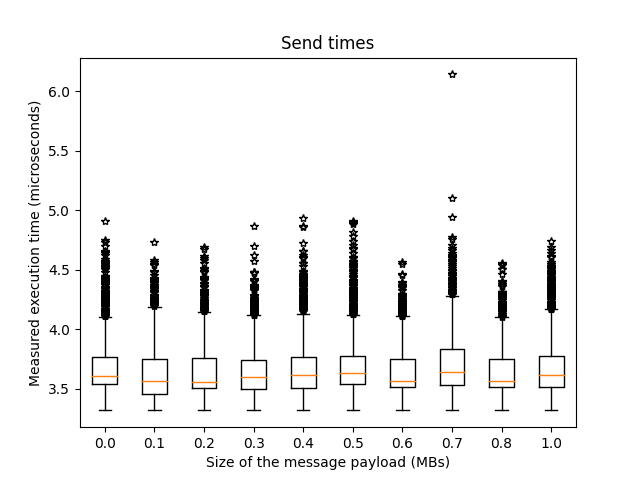 Send times
Measured execution time (microseconds)
6.0
5.5
5.0
4.5
4.0
3.5
0.0 0.1 0.2 0.3 0.4 0.5 0.6 0.7 0.8 1.0
Size of the message payload (MBs)